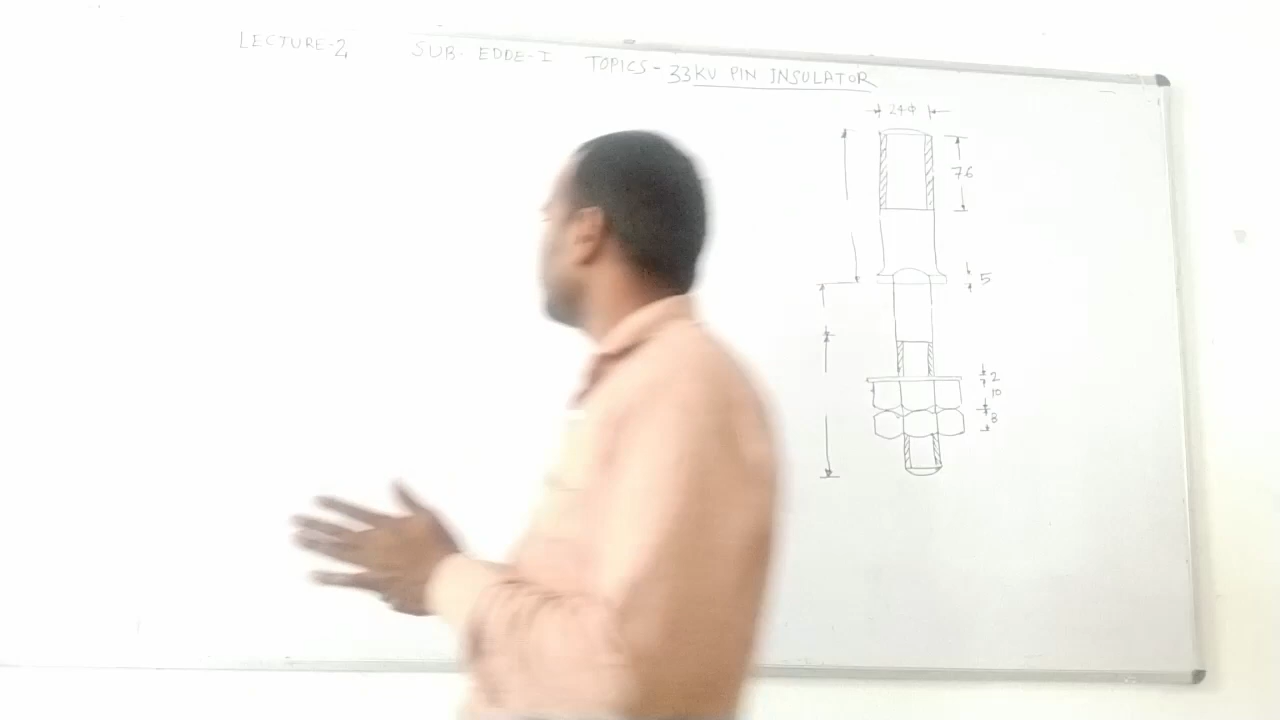 LECTURE-2
SUB- EDDE-I
TOPICS- 33KV PIN INSULATOR
24Φ
76
5
2
10
8